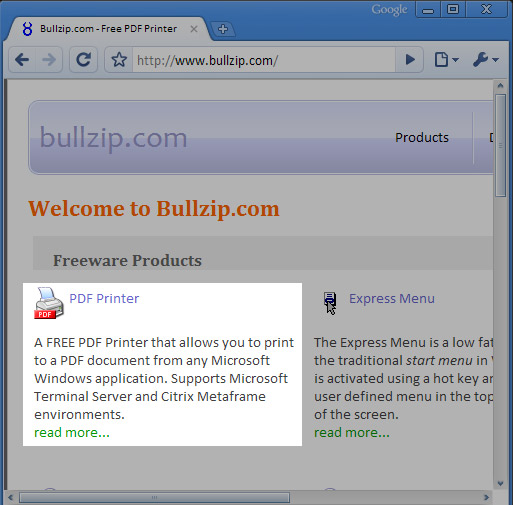 Google
Bullzip.com - Free PDF Printer
http://www.bullzip.com/
bullzip.com
Products
Welcome to Bullzip.com
Freeware Products
PDF Printer
PDF
A FREE PDF Printer that allows you to print
to a PDF document from any Microsoft
Windows application. Supports Microsoft
Terminal Server and Citrix Metaframe
environments.
read more...
Express Menu
The Express Menu is a low fat
the traditional start menu in
is activated using a hot key an
user defined menu in the top
of the screen.
read more...